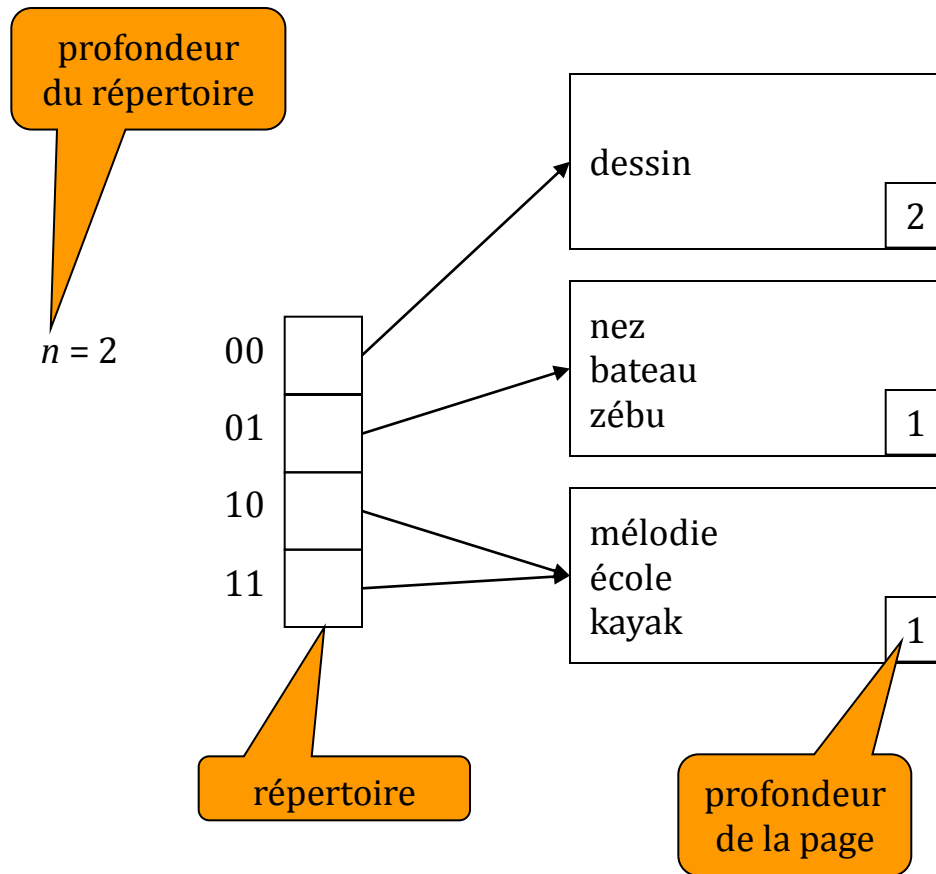 profondeur
du répertoire
dessin
2
n = 2
00
01
10
11
nez
bateau
zébu
1
mélodie
école
kayak
1
répertoire
profondeur
de la page